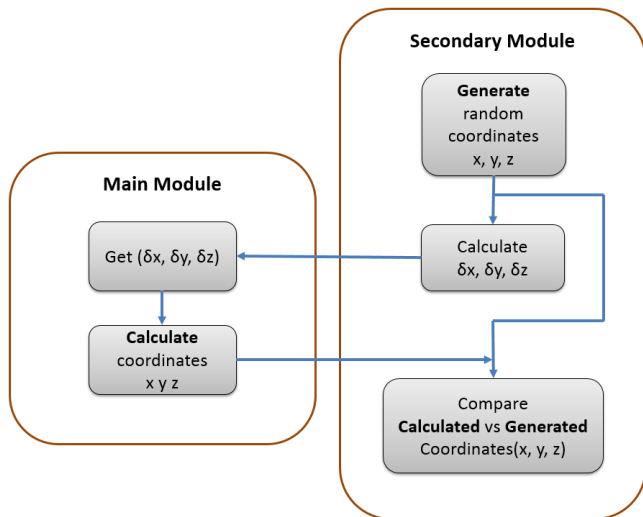 Secondary Module
Generate
random
coordinates
x, y, z
Main Module
Get (δx, δy, δz)
Calculate
δx, δy, δz
Calculate
coordinates
x y z
Compare
Calculated vs Generated
Coordinates(x, y, z)